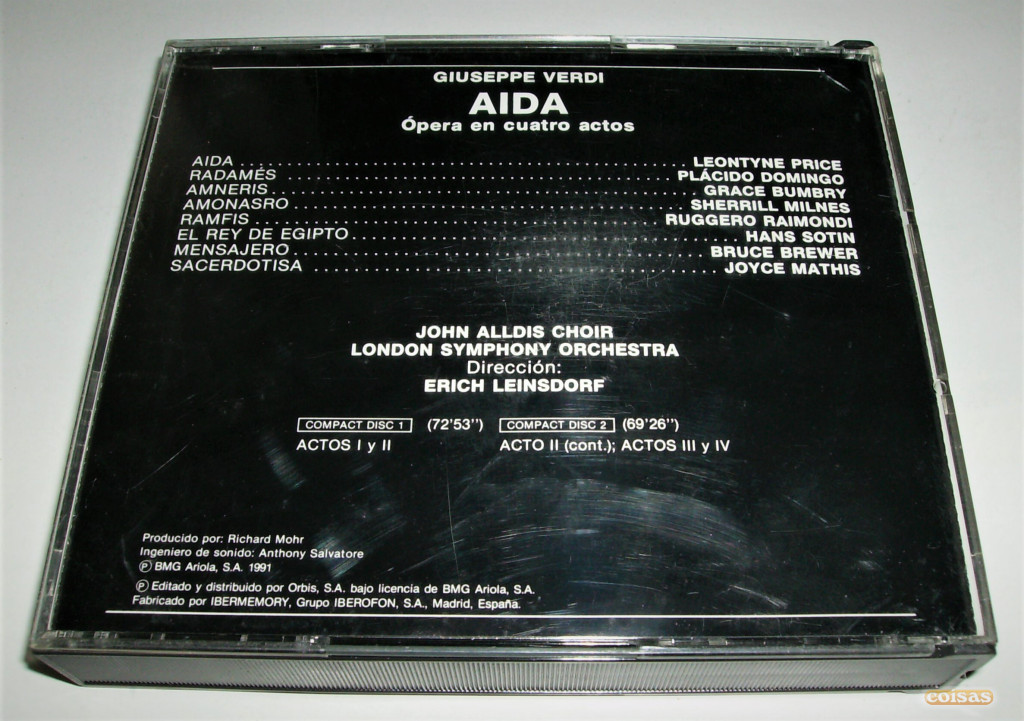 GIUSEPPE VERDI
AIDA
Ópera en cuatro actos
AIDA ........ LEONTYNE PRICE
RADAMÉS ........ PLÁCIDO DOMINGO
AMNERIS ........ GRACE BUMBRY
AMONASRO ........ SHERRILL MILNES
RAMFIS ........ RUGGERO RAIMONDI
EL REY DE EGIPTO ........ HANS SOTIN
MENSAJERO ........ BRUCE BREWER
SACERDOTISA ........ JOYCE MATHIS
JOHN ALLDIS CHOIR
LONDON SYMPHONY ORCHESTRA
Dirección:
ERICH LEINSDORF
COMPACT DISC 1 (72'53'') COMPACT DISC 2 (69'26'')
ACTOS I y II ACTO II (cont.); ACTOS III y IV
Producido por: Richard Mohr
Ingeniero de sonido: Anthony Salvatore
℗ BMG Ariola, S.A. 1991
℗ Editado y distribuido por Orbis, S.A. bajo licencia de BMG Ariola, S.A.
Fabricado por IBERMEMORY, Grupo IBEROFON, S.A., Madrid, España.
coisas